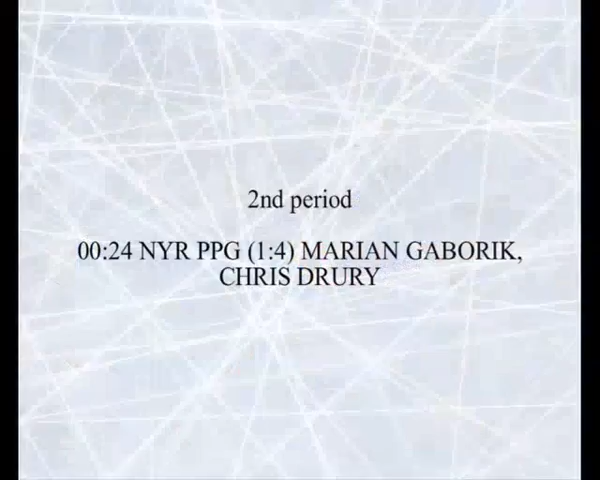 2nd period
00:24 NYR PPG (1:4) MARIAN GABORIK,
CHRIS DRURY